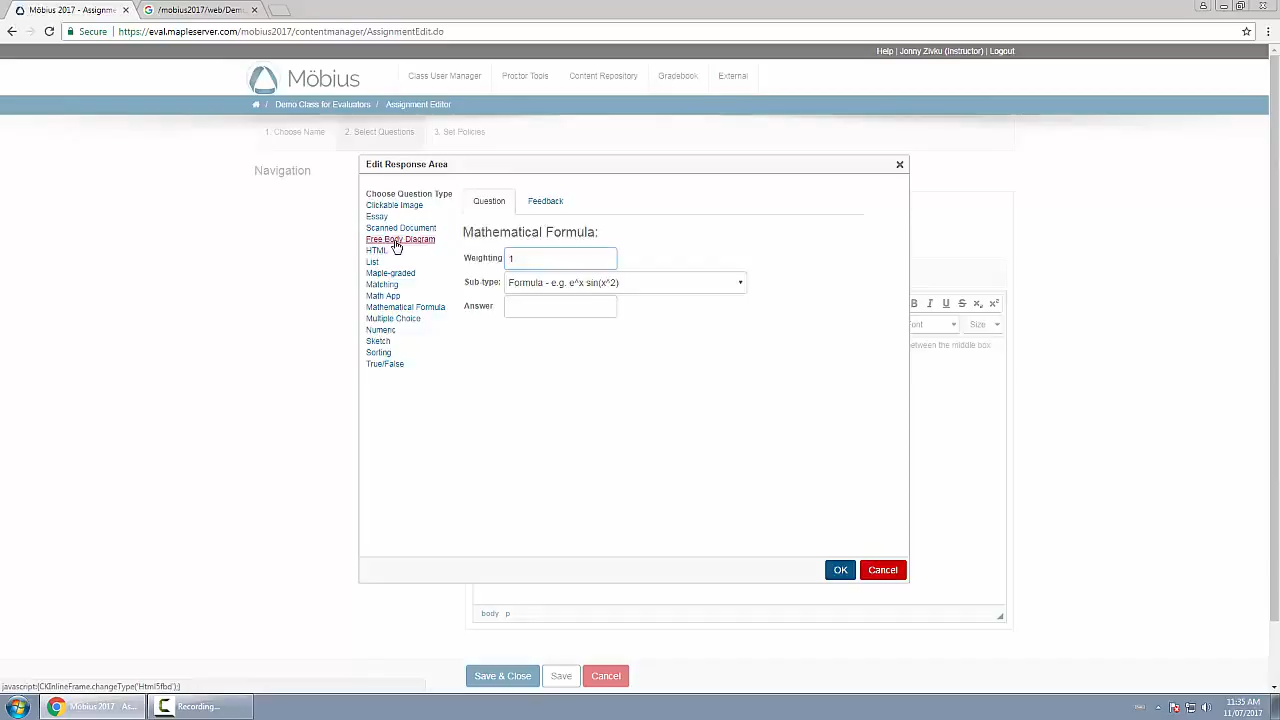 Möbius 2017 - Assignme
/mobius2017/web/Dem
Secure
https://eval.mapleserver.com/mobius2017/contentmanager/AssignmentEdit.do
Help | Jonny Zivku (Instructor) | Logout
Möbius
Class User Manager
Proctor Tools
Content Repository
Gradebook
External
Demo Class for Evaluators / Assignment Editor
1. Choose Name
2. Select Questions
3. Set Policies
Navigation
Edit Response Area
Choose Question Type
Clickable Image
Essay
Scanned Document
Free Body Diagram
HTML
List
Maple-graded
Matching
Math App
Mathematical Formula
Multiple Choice
Numeric
Sketch
Sorting
True/False
Question
Feedback
Mathematical Formula:
Weighting
1
Sub-type:
Formula - e.g. e^x sin(x^2)
Answer
B I U S x₂ x²
Font
Size
etween the middle box
OK
Cancel
body p
Save & Close
Save
Cancel
javascript:[CKInlineFrame.changeType('Html5fbd');]
Möbius 2017 - As...
Recording...
11:35 AM
11/07/2017